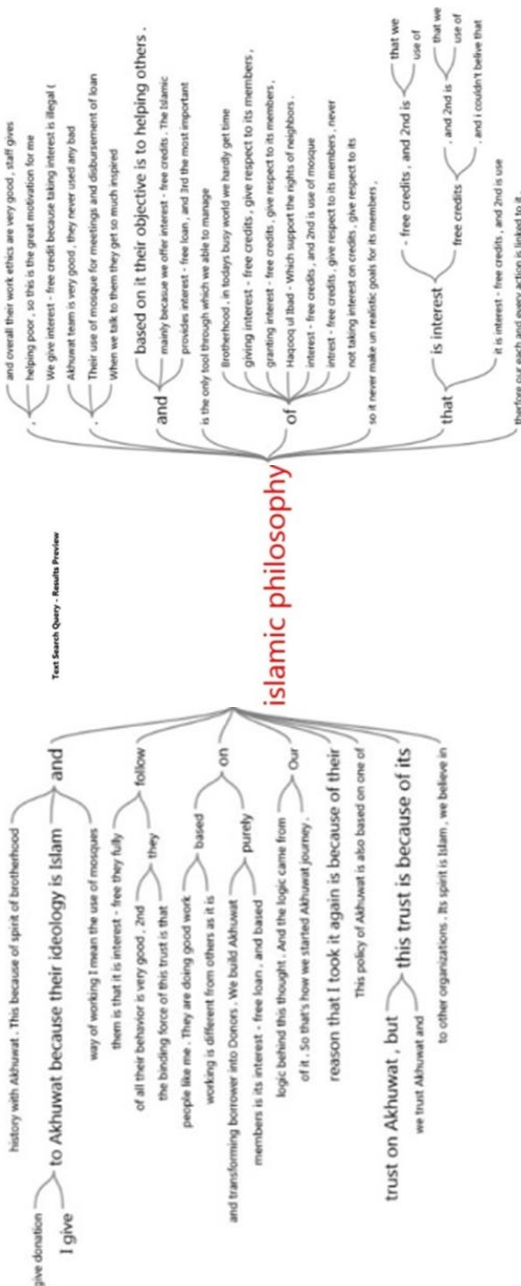 Text Search Query - Results Preview
give donation
I give
history with Akhuwat . This because of spirit of brotherhood
to Akhuwat because their ideology is Islam
way of working I mean the use of mosques
and
them is that it is interest - free they fully
of all their behavior is very good , 2nd
the binding force of this trust is that
they
follow
people like me . They are doing good work
working is different from others as it is
based
and transforming borrower into Donors . We build Akhuwat
members is its interest - free loan , and based
purely
on
logic behind this thought . And the logic came from
of it . So that's how we started Akhuwat journey .
Our
reason that I took it again is because of their
This policy of Akhuwat is also based on one of
trust on Akhuwat , but
we trust Akhuwat and
this trust is because of its
to other organizations . Its spirit is Islam , we believe in
islamic philosophy
,
and overall their work ethics are very good , staff gives
helping poor , so this is the great motivation for me
We give interest - free credit because taking interest is illegal (
.
Akhuwat team is very good , they never used any bad
Their use of mosque for meetings and disbursement of loan
When we talk to them they get so much inspired
and
based on it their objective is to helping others .
mainly becasue we offer interest - free credits . The Islamic
provides interest - free loan , and 3rd the most important
is the only tool through which we able to manage
of
Brotherhood , in todays busy world we hardly get time
giving interest - free credits , give respect to its members ,
granting interest - free credits , give respect to its members ,
Haqooq ul Ibad - Which support the rights of neighbors .
interest - free credits , and 2nd is use of mosque
intrest - free credits , give respect to its members , never
not taking interest on credits , give respect to its
so it never make un realistic goals for its members ,
that
is interest
- free credits , and 2nd is
that we
use of
free credits
, and 2nd is
that we
use of
, and i couldn't belive that
it is interest - free credits , and 2nd is use
therfore our each and every action is linked to it .